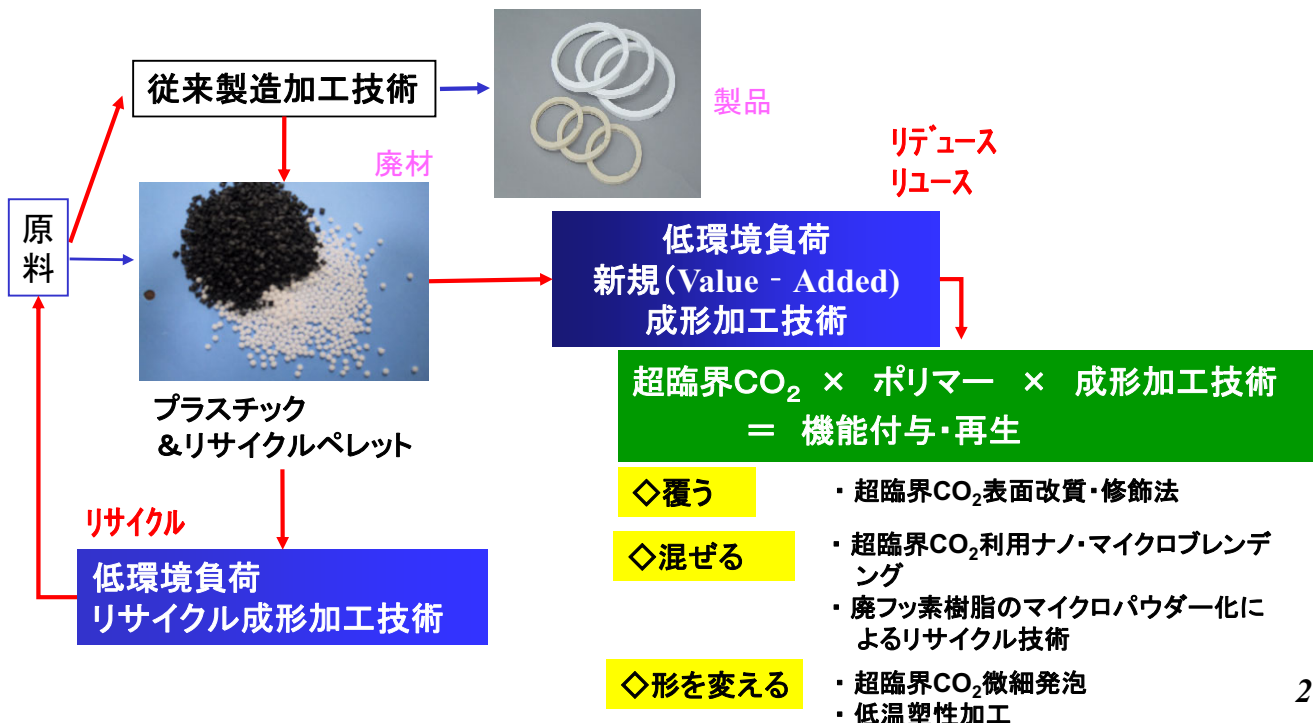 従来製造加工技術
製品
廃材
リデュース
リユース
原
料
低環境負荷
新規(Value‐Added)
成形加工技術
超臨界CO₂ × ポリマー × 成形加工技術
= 機能付与・再生
プラスチック
&リサイクルペレット
リサイクル
低環境負荷
リサイクル成形加工技術
◇覆う
・超臨界CO₂表面改質・修飾法
◇混ぜる
・超臨界CO₂利用ナノ・マイクロブレンデ
ング
・廃フッ素樹脂のマイクロパウダー化に
よるリサイクル技術
◇形を変える
・超臨界CO₂微細発泡
・低温塑性加工
2